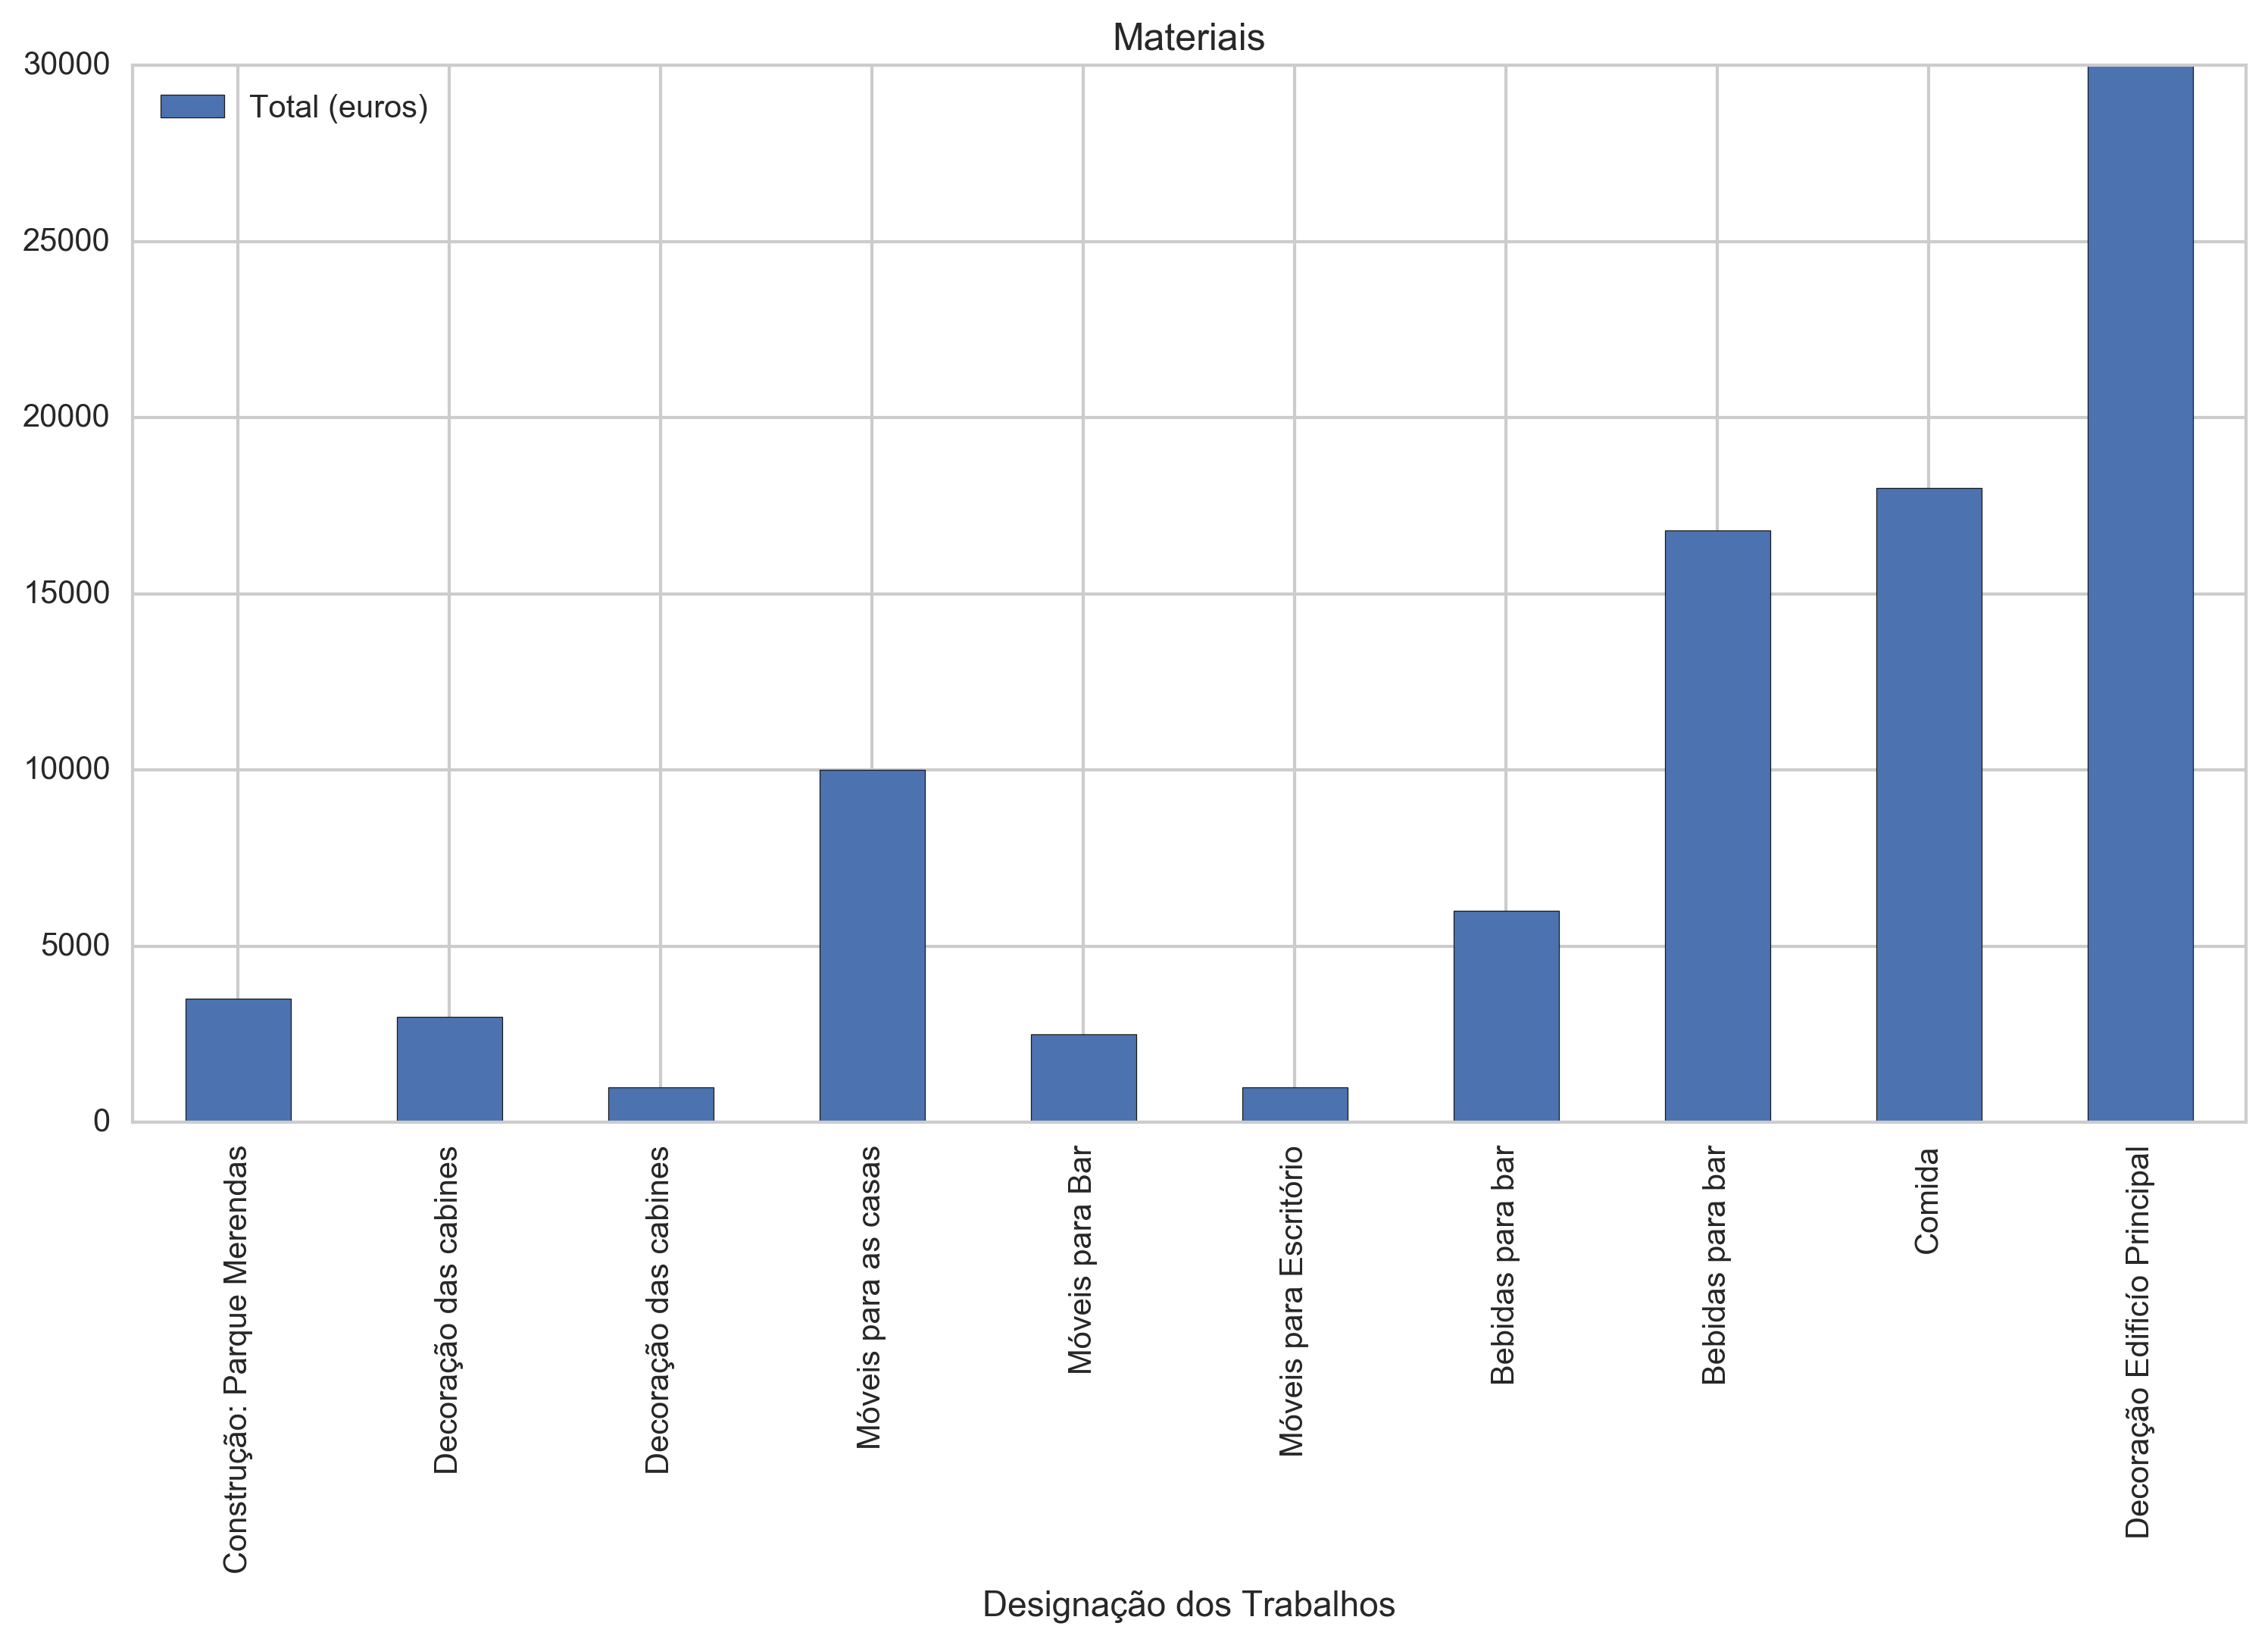 Materiais
30000
25000
20000
15000
10000
5000
0
Total (euros)
Construção: Parque Merendas
Decoração das cabines
Decoração das cabines
Móveis para as casas
Móveis para Bar
Móveis para Escritório
Bebidas para bar
Bebidas para bar
Comida
Decoração Edifício Principal
Designação dos Trabalhos